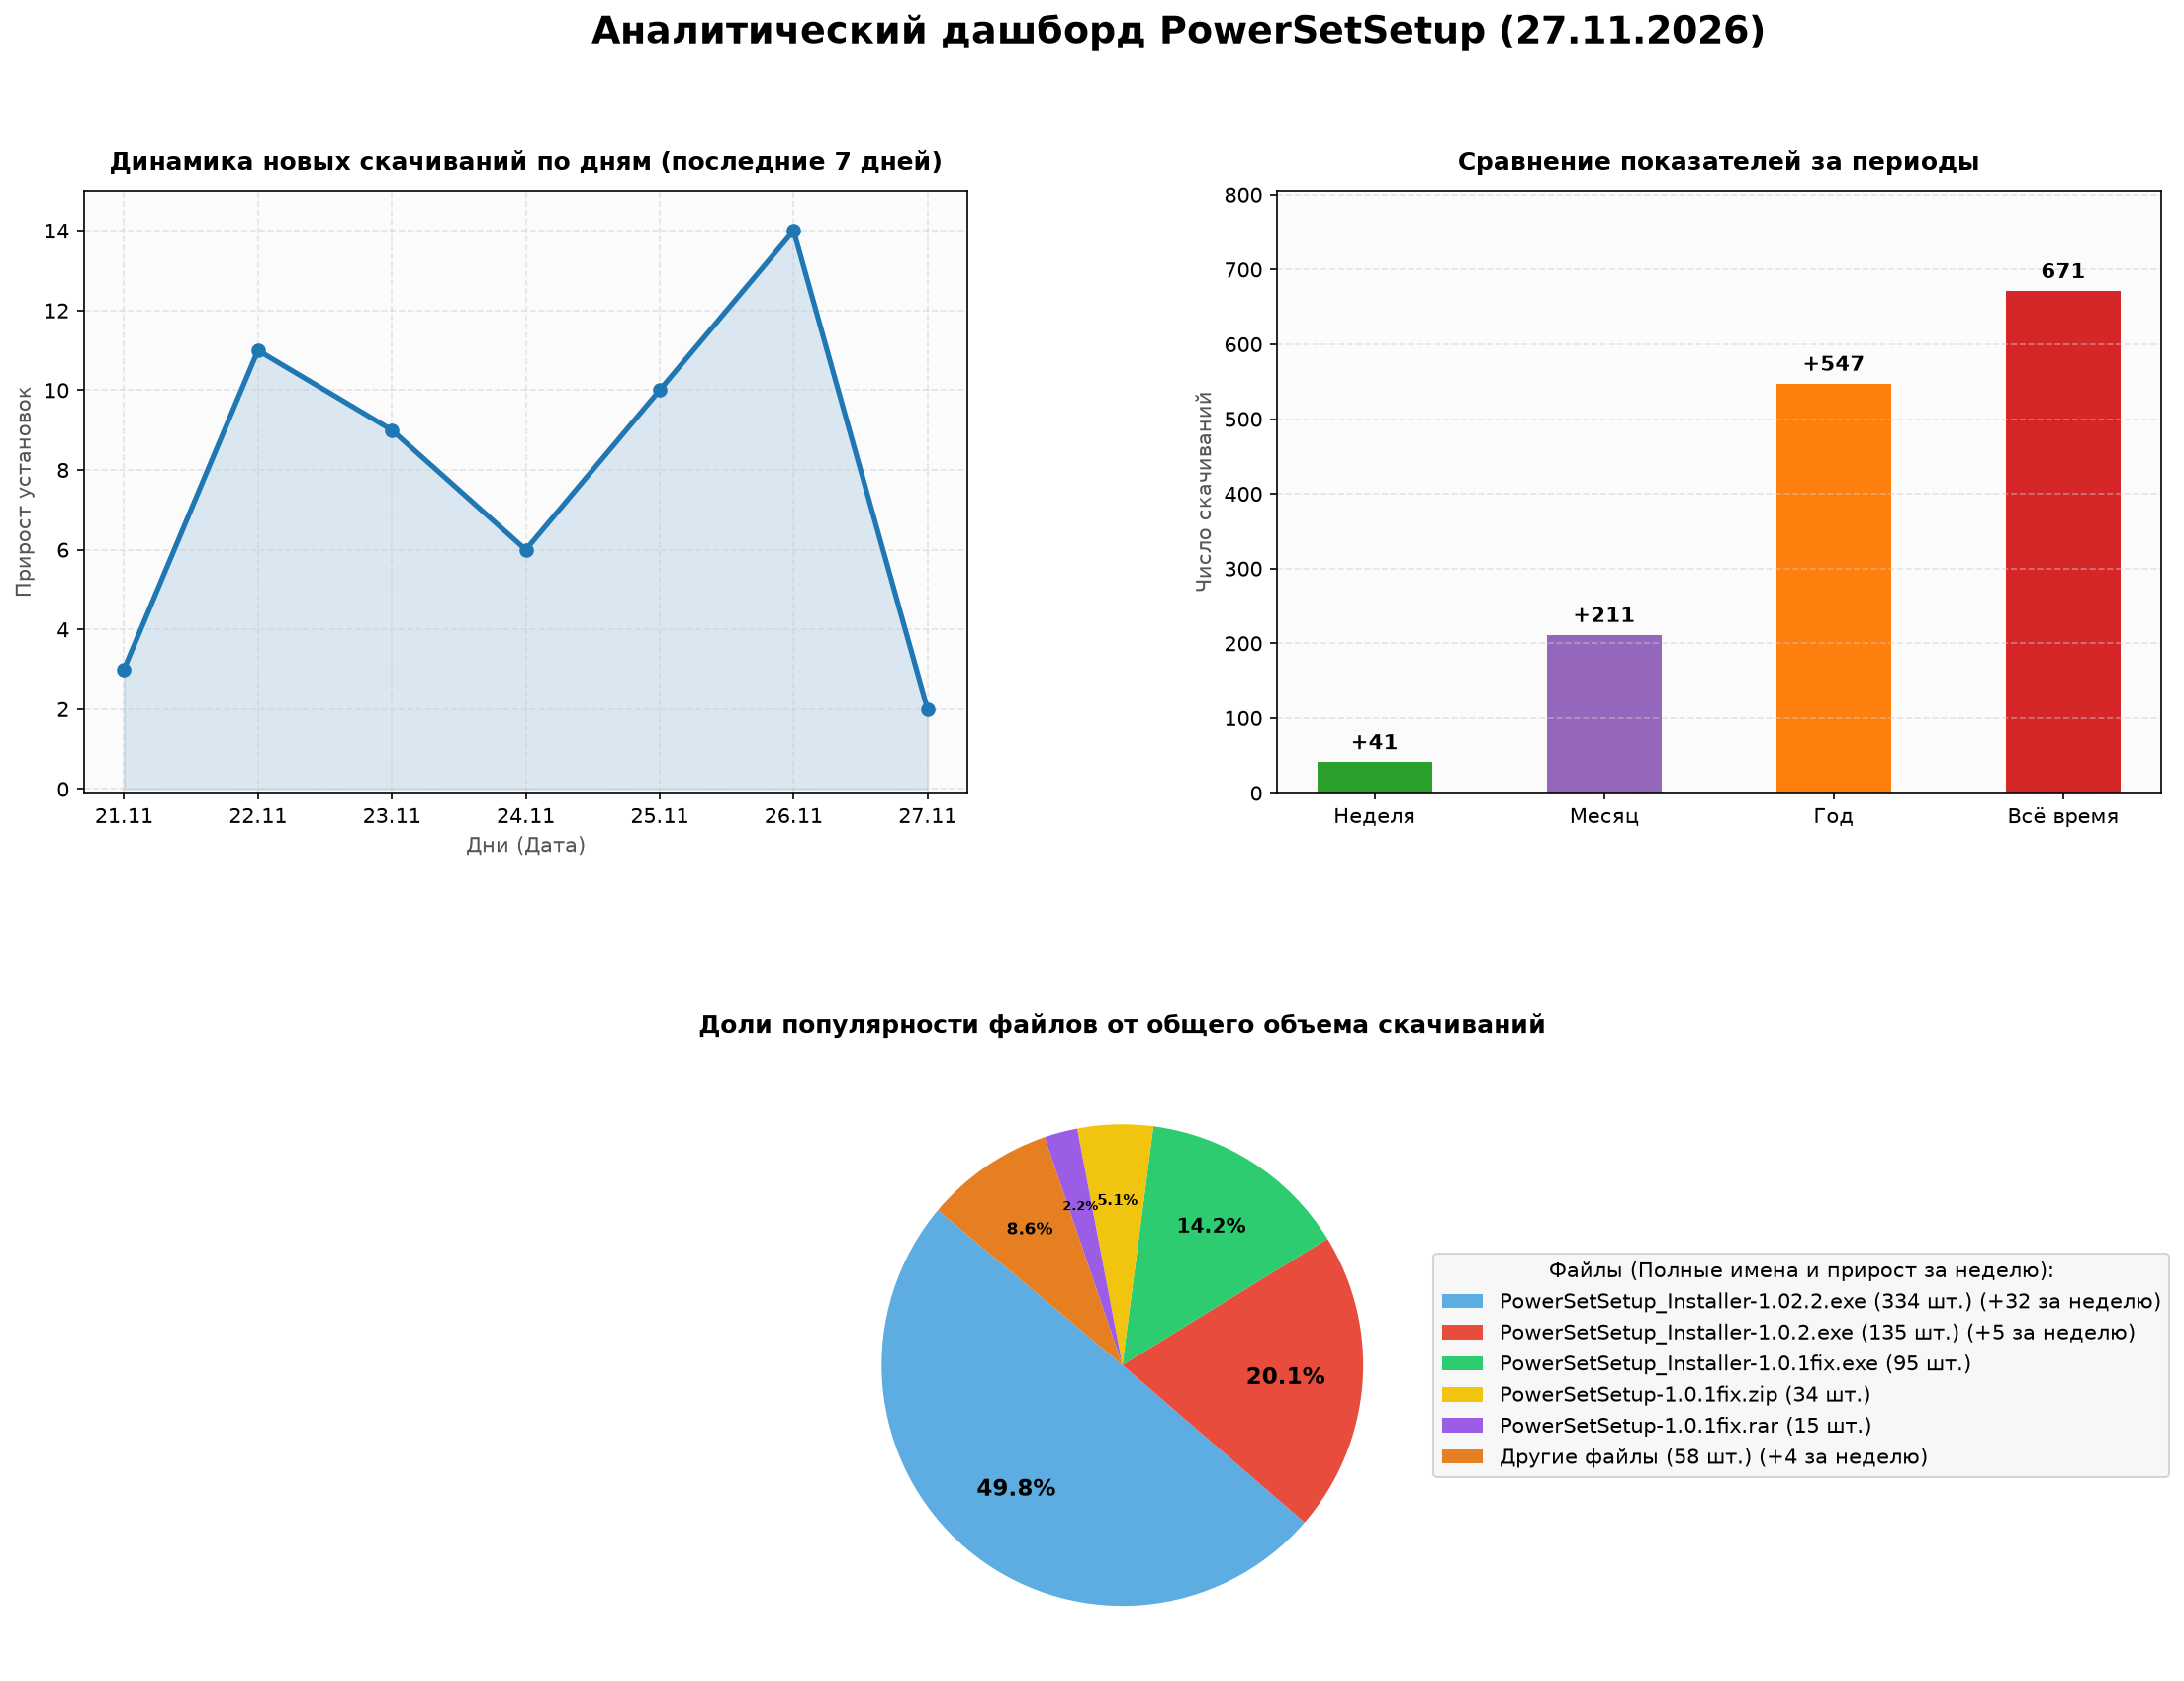 Аналитический дашборд PowerSetSetup (27.11.2026)
Динамика новых скачиваний по дням (последние 7 дней)
Прирост установок
14
12
10
8
6
4
2
0
21.11 22.11 23.11 24.11 25.11 26.11 27.11
Дни (Дата)
Сравнение показателей за периоды
Число скачиваний
800
700
600
500
400
300
200
100
0
+41
+211
+547
671
Неделя Месяц Год Всё время
Доли популярности файлов от общего объема скачиваний
49.8%
20.1%
14.2%
5.1%
2.2%
8.6%
Файлы (Полные имена и прирост за неделю):
PowerSetSetup_Installer-1.02.2.exe (334 шт.) (+32 за неделю)
PowerSetSetup_Installer-1.0.2.exe (135 шт.) (+5 за неделю)
PowerSetSetup_Installer-1.0.1fix.exe (95 шт.)
PowerSetSetup-1.0.1fix.zip (34 шт.)
PowerSetSetup-1.0.1fix.rar (15 шт.)
Другие файлы (58 шт.) (+4 за неделю)